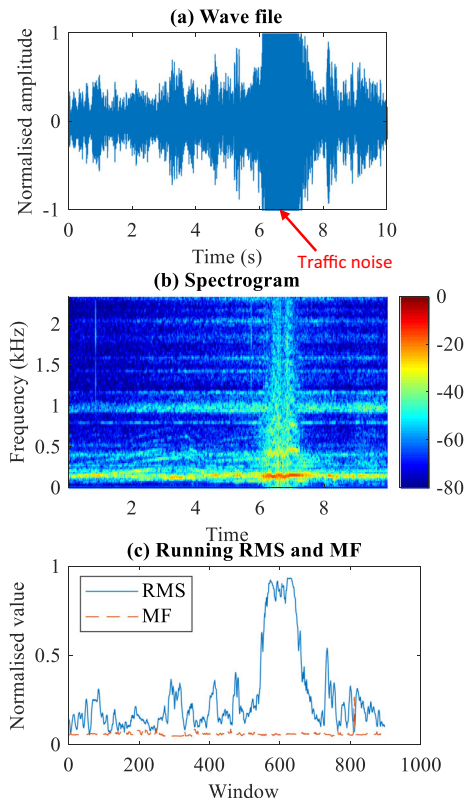 (a) Wave file
Normalised amplitude
1
0
-1
0 2 4 6 8 10
Time (s)
Traffic noise
(b) Spectrogram
Frequency (kHz)
2
1.5
1
0.5
0
2 4 6 8
Time
0
-20
-40
-60
-80
(c) Running RMS and MF
Normalised value
1
0.5
0
RMS
MF
0 200 400 600 800 1000
Window